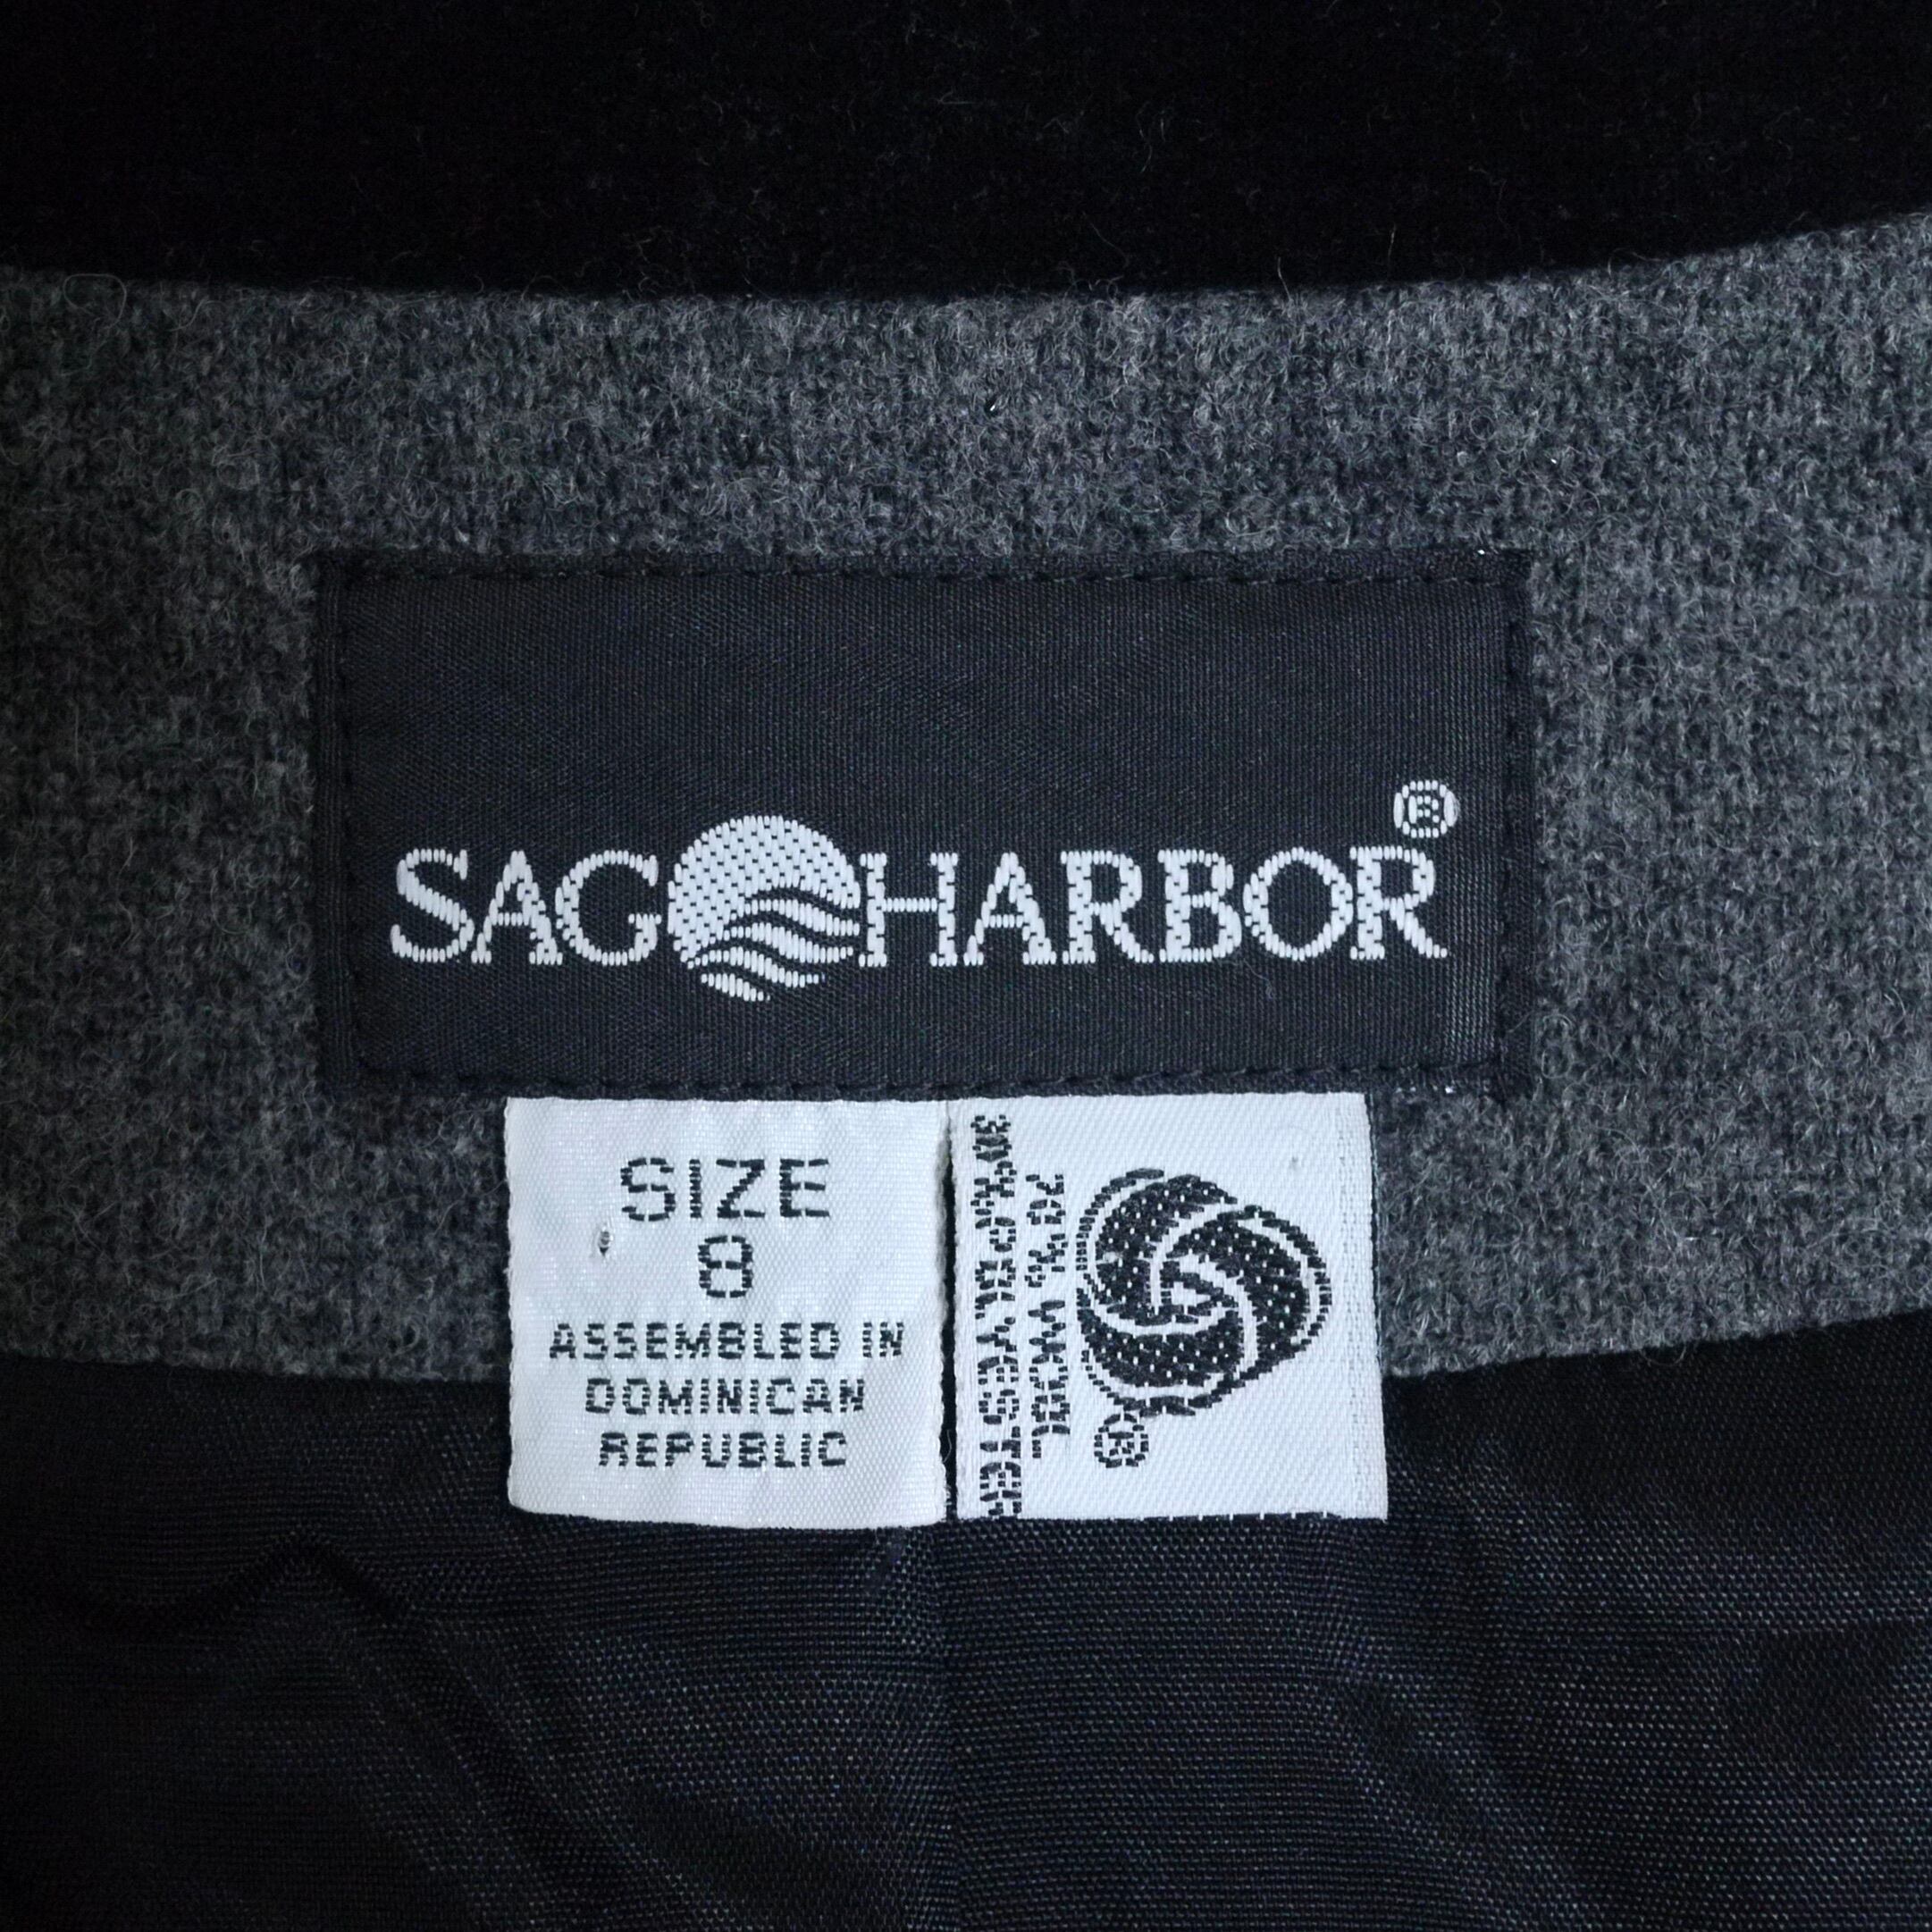 SAG HARBOR ®
SIZE
8
ASSEMBLED IN
DOMINICAN
REPUBLIC
70% WOOL
30% POLYESTER
®